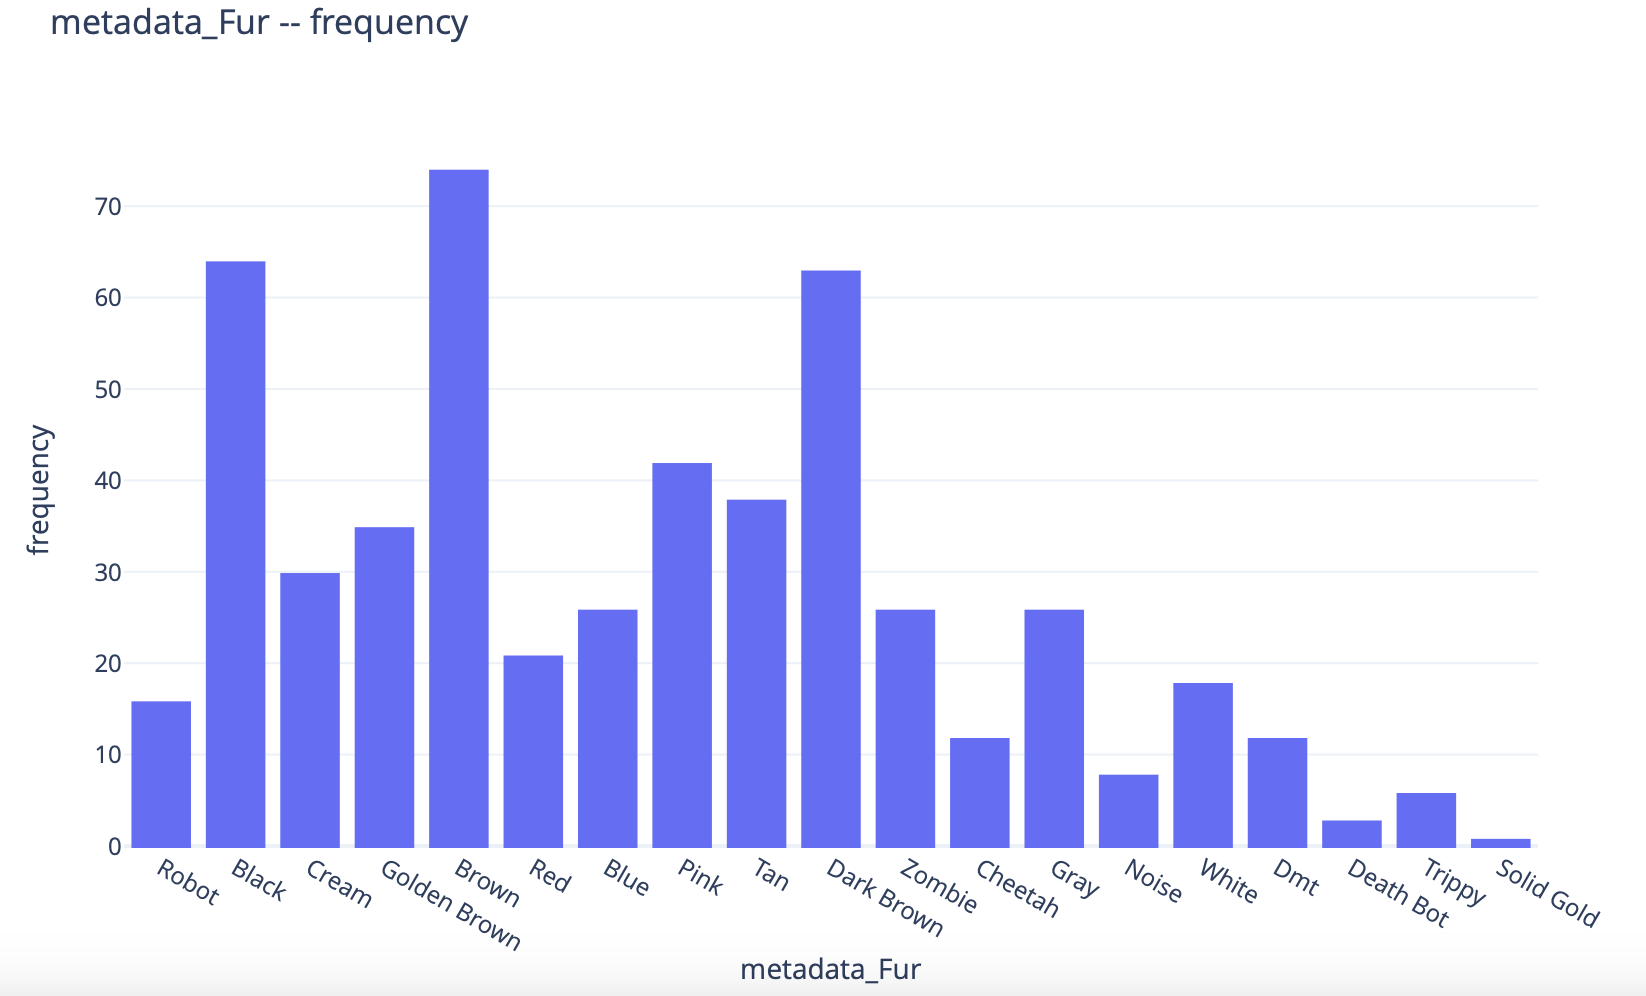 metadata_Fur -- frequency
70
60
50
40
30
20
10
0
frequency
Robot
Black
Cream
Golden Brown
Brown
Red
Blue
Pink
Tan
Dark Brown
Zombie
Cheetah
Gray
Noise
White
Dmt
Death Bot
Trippy
Solid Gold
metadata_Fur